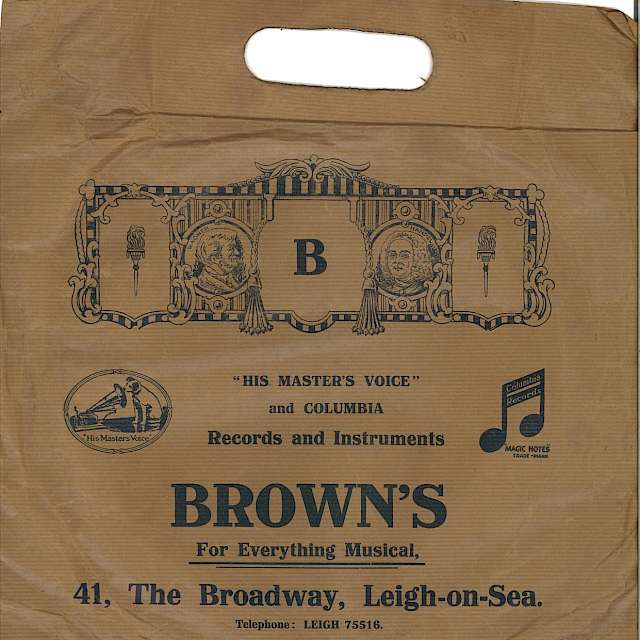 B
"HIS MASTER'S VOICE"
and COLUMBIA
Records and Instruments
"His Master's Voice"
Columbia
Records
MAGIC NOTES
TRADE-MARK
BROWN'S
For Everything Musical,
41, The Broadway, Leigh-on-Sea.
Telephone: LEIGH 75516.